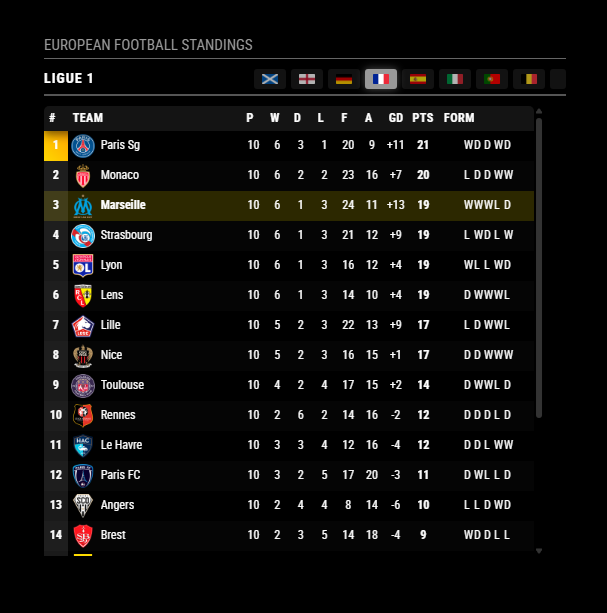 EUROPEAN FOOTBALL STANDINGS
LIGUE 1
# TEAM P W D L F A GD PTS FORM
1 Paris Sg 10 6 3 1 20 9 +11 21 WD D WD
2 Monaco 10 6 2 2 23 16 +7 20 L D D WW
3 Marseille 10 6 1 3 24 11 +13 19 WWWL D
4 Strasbourg 10 6 1 3 21 12 +9 19 L WD L W
5 Lyon 10 6 1 3 16 12 +4 19 WL L WD
6 Lens 10 6 1 3 14 10 +4 19 D WWWL
7 Lille 10 5 2 3 22 13 +9 17 L D WWL
8 Nice 10 5 2 3 16 15 +1 17 D D WWW
9 Toulouse 10 4 2 4 17 15 +2 14 D WWL D
10 Rennes 10 2 6 2 14 16 -2 12 D D D L D
11 Le Havre 10 3 3 4 12 16 -4 12 D D L WW
12 Paris FC 10 3 2 5 17 20 -3 11 D WL L D
13 Angers 10 2 4 4 8 14 -6 10 L L D WD
14 Brest 10 2 3 5 14 18 -4 9 WD D L L